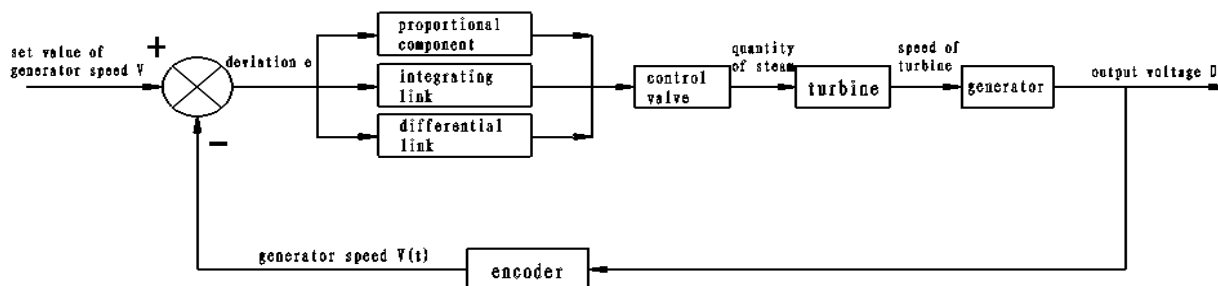 set value of
generator speed V
+
−
deviation e
proportional
component
integrating
link
differential
link
control
valve
quantity
of steam
turbine
speed of
turbine
generator
output voltage U
generator speed V(t)
encoder